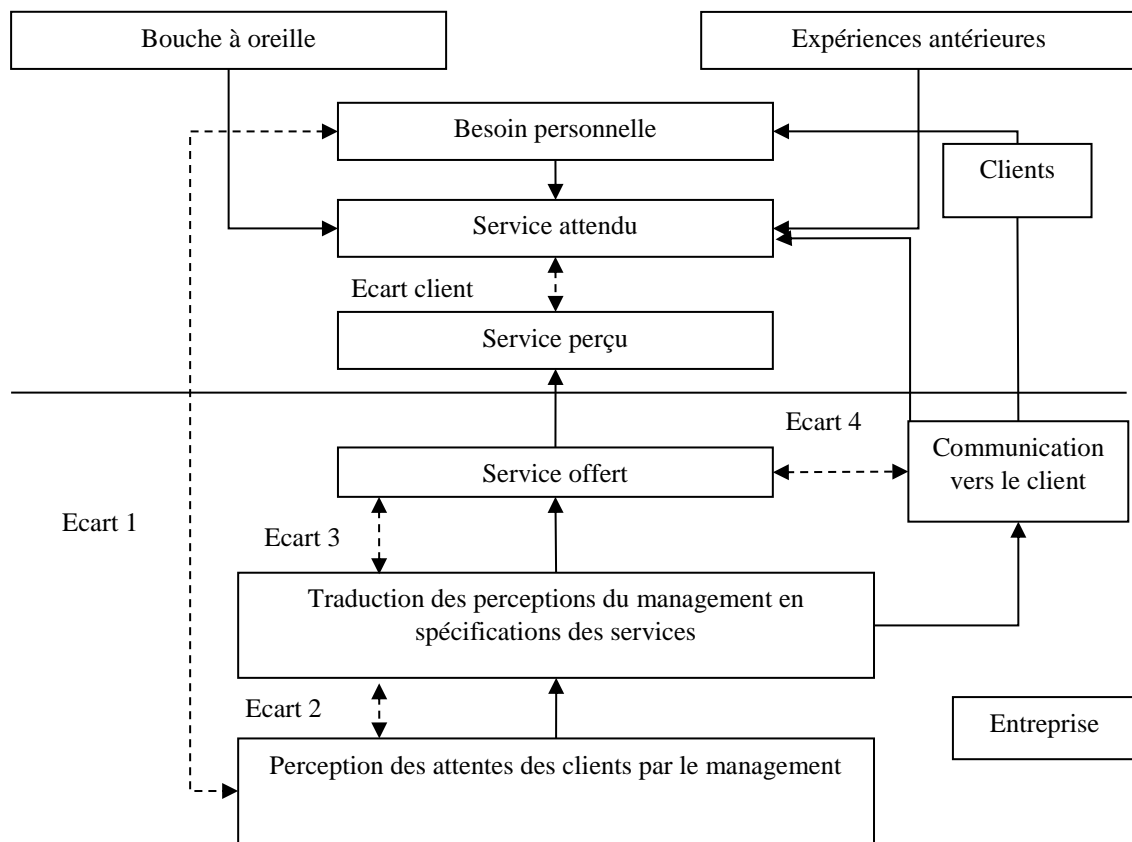 Bouche à oreille
Expériences antérieures
Besoin personnelle
Clients
Service attendu
Ecart client
Service perçu
Ecart 4
Communication
vers le client
Service offert
Ecart 1
Ecart 3
Traduction des perceptions du management en
spécifications des services
Ecart 2
Entreprise
Perception des attentes des clients par le management